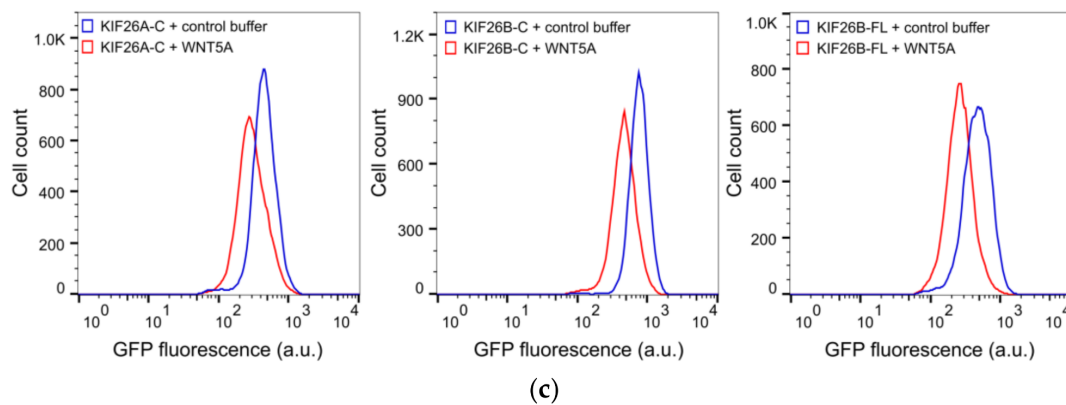 KIF26A-C + control buffer
KIF26A-C + WNT5A
1.0K
800
600
400
200
0
Cell count
10^0 10^1 10^2 10^3 10^4
GFP fluorescence (a.u.)
KIF26B-C + control buffer
KIF26B-C + WNT5A
1.2K
900
600
300
0
Cell count
10^0 10^1 10^2 10^3 10^4
GFP fluorescence (a.u.)
KIF26B-FL + control buffer
KIF26B-FL + WNT5A
1.0K
800
600
400
200
0
Cell count
10^0 10^1 10^2 10^3 10^4
GFP fluorescence (a.u.)
(c)